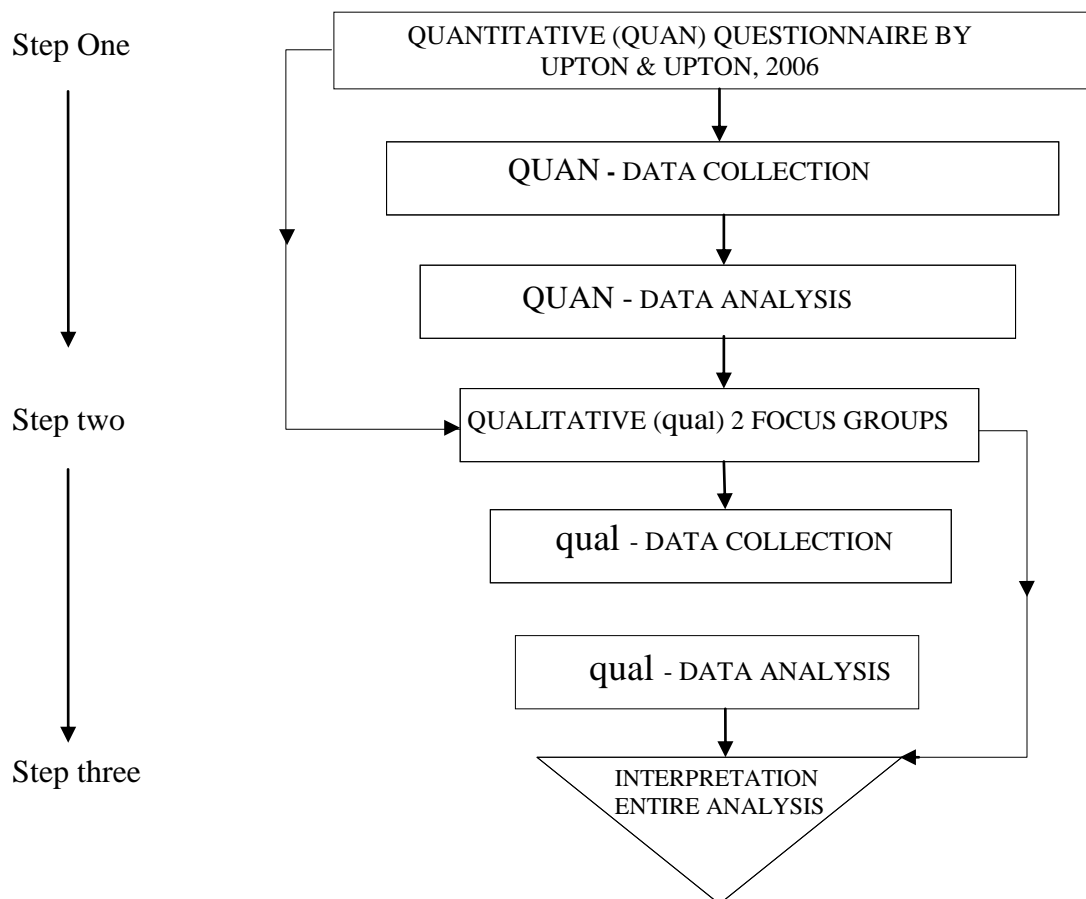 Step One
QUANTITATIVE (QUAN) QUESTIONNAIRE BY
UPTON & UPTON, 2006
QUAN - DATA COLLECTION
QUAN - DATA ANALYSIS
Step two
QUALITATIVE (qual) 2 FOCUS GROUPS
qual - DATA COLLECTION
qual - DATA ANALYSIS
Step three
INTERPRETATION
ENTIRE ANALYSIS